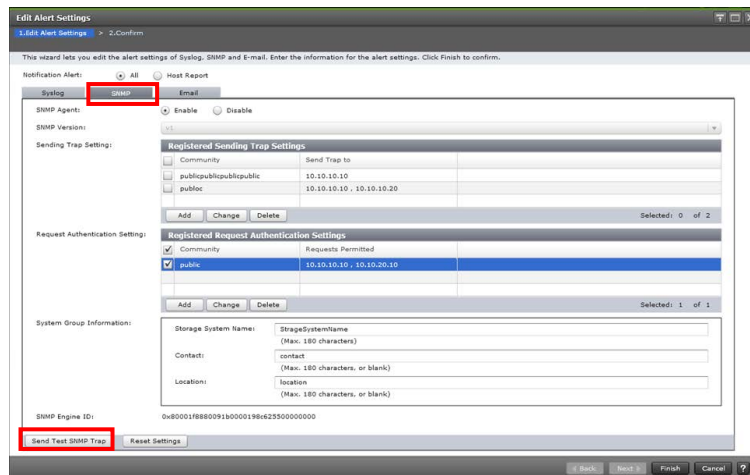 Edit Alert Settings
1.Edit Alert Settings > 2.Confirm
This wizard lets you edit the alert settings of Syslog, SNMP and E-mail. Enter the information for the alert settings. Click Finish to confirm.
Notification Alert: All Host Report
Syslog SNMP Email
SNMP Agent: Enable Disable
SNMP Version: v1
Sending Trap Setting: Registered Sending Trap Settings
Community Send Trap to
publicpublicpublicpublic 10.10.10.10
publoc 10.10.10.10 , 10.10.10.20
Add Change Delete Selected: 0 of 2
Request Authentication Setting: Registered Request Authentication Settings
Community Requests Permitted
public 10.10.10.10 , 10.10.20.10
Add Change Delete Selected: 1 of 1
System Group Information:
Storage System Name: StrageSystemName
(Max. 180 characters)
Contact: contact
(Max. 180 characters, or blank)
Location: location
(Max. 180 characters, or blank)
SNMP Engine ID: 0x80001f8880091b0000198c625500000000
Send Test SNMP Trap Reset Settings
Back Next Finish Cancel ?